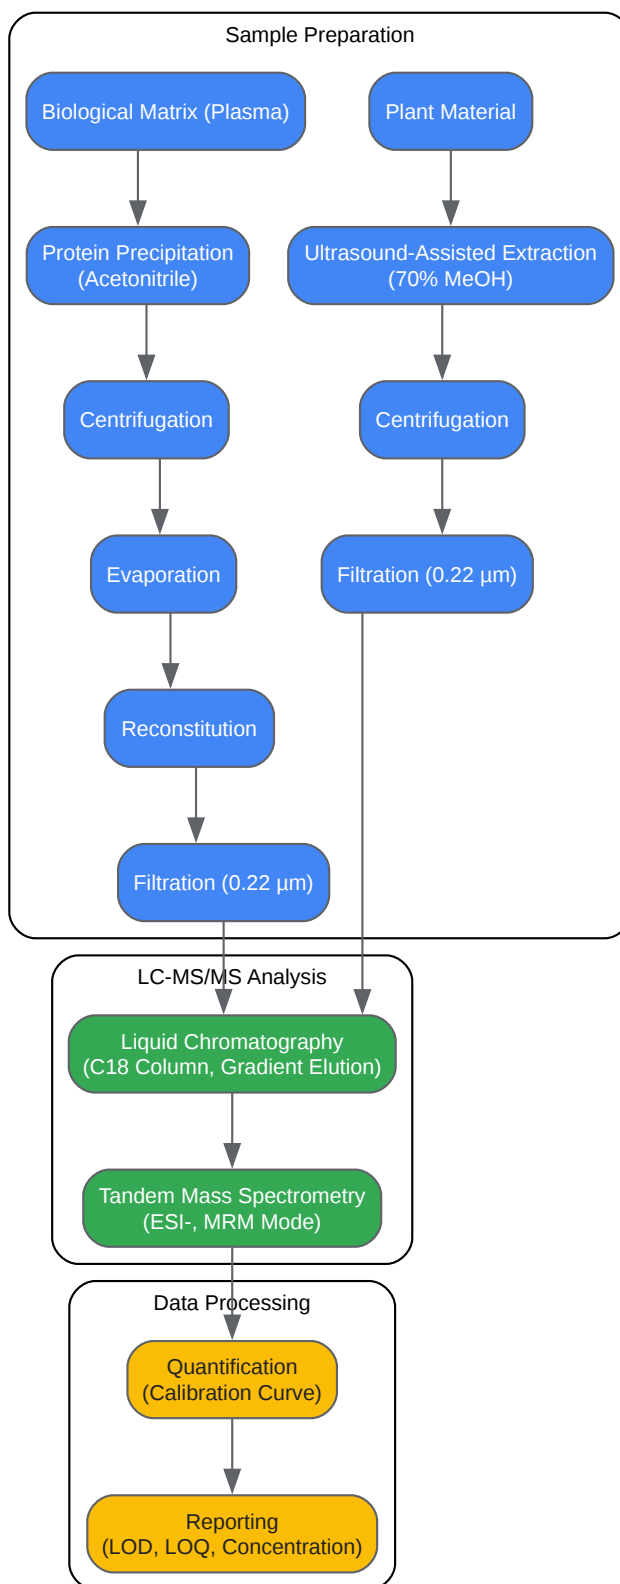 Sample Preparation
Biological Matrix (Plasma)
Plant Material
Protein Precipitation
(Acetonitrile)
Ultrasound-Assisted Extraction
(70% MeOH)
Centrifugation
Centrifugation
Evaporation
Filtration (0.22 µm)
Reconstitution
Filtration (0.22 µm)
LC-MS/MS Analysis
Liquid Chromatography
(C18 Column, Gradient Elution)
Tandem Mass Spectrometry
(ESI-, MRM Mode)
Data Processing
Quantification
(Calibration Curve)
Reporting
(LOD, LOQ, Concentration)